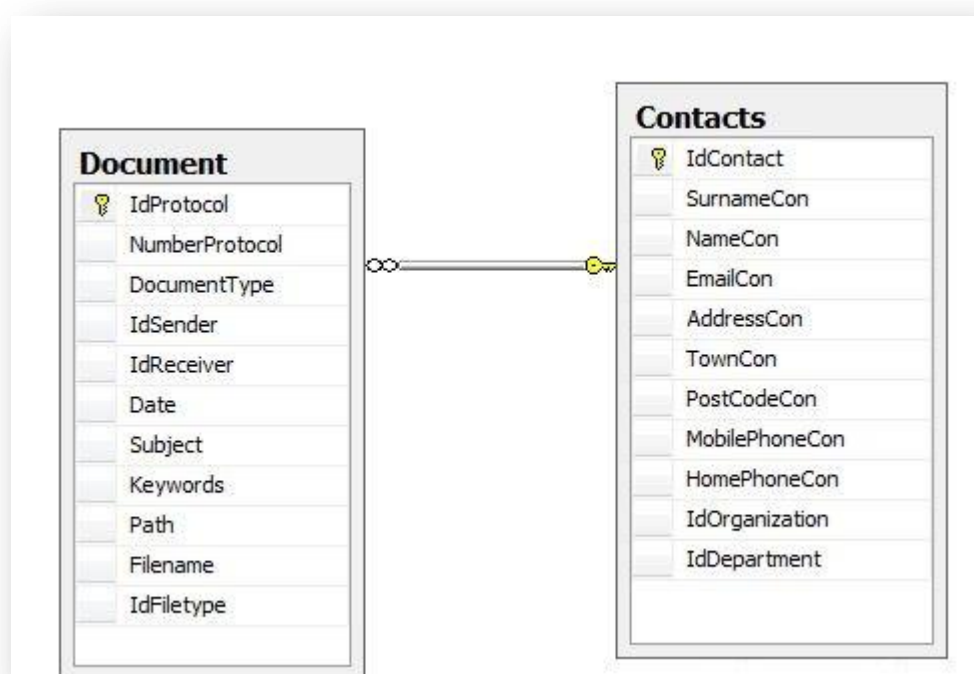 Document
IdProtocol
NumberProtocol
DocumentType
IdSender
IdReceiver
Date
Subject
Keywords
Path
Filename
IdFiletype
Contacts
IdContact
SurnameCon
NameCon
EmailCon
AddressCon
TownCon
PostCodeCon
MobilePhoneCon
HomePhoneCon
IdOrganization
IdDepartment